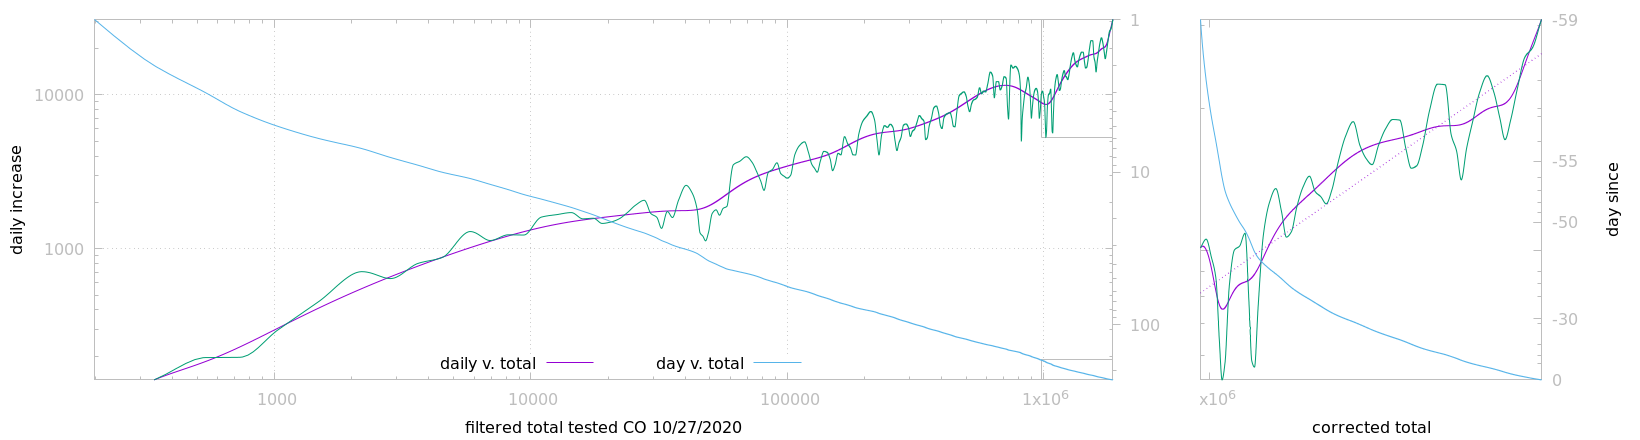 daily increase
10000
1000
1000
10000
100000
1x10⁶
filtered total tested CO 10/27/2020
daily v. total
day v. total
1
10
100
x10⁶
corrected total
-59
-55
-50
-30
0
day since